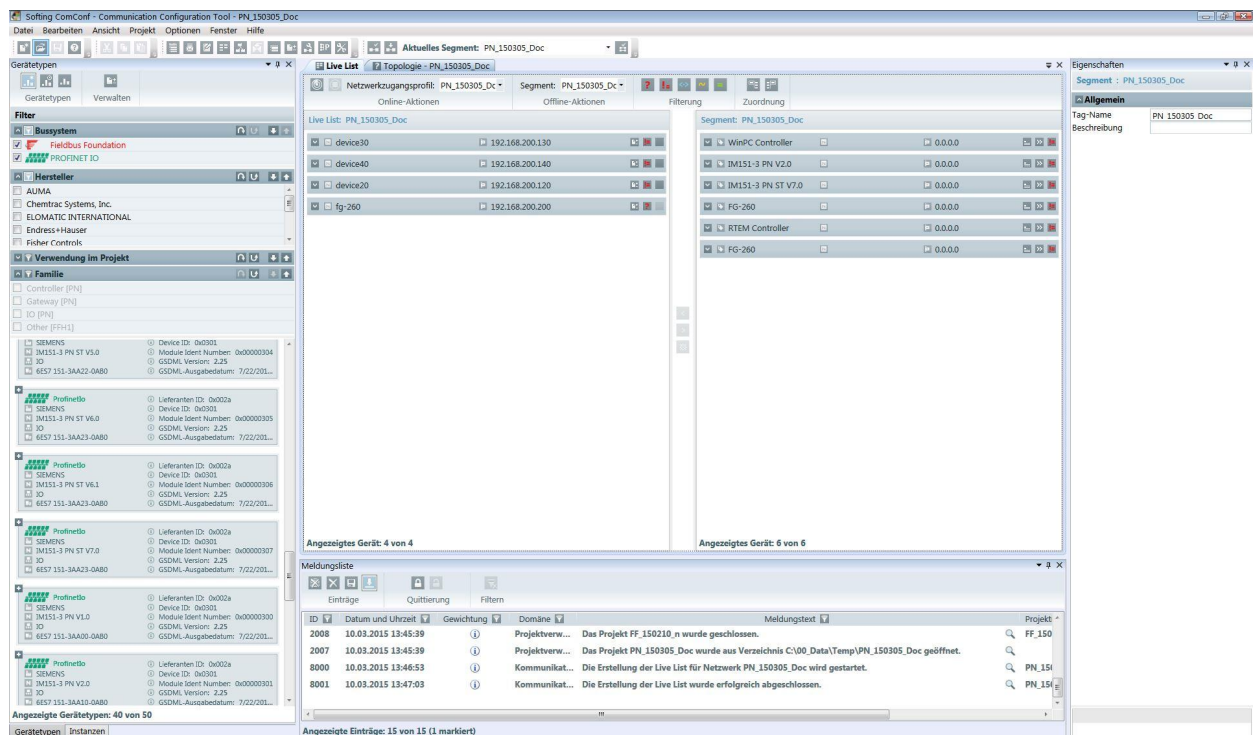 Softing ComConf - Communication Configuration Tool - PN_150305_Doc
Datei Bearbeiten Ansicht Projekt Optionen Fenster Hilfe
Aktuelles Segment: PN_150305_Doc
Gerätetypen
Gerätetypen Verwalten
Filter
Bussystem
Fieldbus Foundation
PROFINET IO
Hersteller
AUMA
Chemtrac Systems, Inc.
ELOMATIC INTERNATIONAL
Endress+Hauser
Fisher Controls
Verwendung im Projekt
Familie
Controller [PN]
Gateway [PN]
IO [PN]
Other [FFH1]
SIEMENS Device ID: 0x0301
IM151-3 PN ST V5.0 Module Ident Number: 0x00000304
IO GSDML Version: 2.25
6ES7 151-3AA22-0AB0 GSDML-Ausgabedatum: 7/22/201...
ProfinetIo Lieferanten ID: 0x002a
SIEMENS Device ID: 0x0301
IM151-3 PN ST V6.0 Module Ident Number: 0x00000305
IO GSDML Version: 2.25
6ES7 151-3AA23-0AB0 GSDML-Ausgabedatum: 7/22/201...
ProfinetIo Lieferanten ID: 0x002a
SIEMENS Device ID: 0x0301
IM151-3 PN ST V6.1 Module Ident Number: 0x00000306
IO GSDML Version: 2.25
6ES7 151-3AA23-0AB0 GSDML-Ausgabedatum: 7/22/201...
ProfinetIo Lieferanten ID: 0x002a
SIEMENS Device ID: 0x0301
IM151-3 PN ST V7.0 Module Ident Number: 0x00000307
IO GSDML Version: 2.25
6ES7 151-3AA23-0AB0 GSDML-Ausgabedatum: 7/22/201...
ProfinetIo Lieferanten ID: 0x002a
SIEMENS Device ID: 0x0301
IM151-3 PN V1.0 Module Ident Number: 0x00000300
IO GSDML Version: 2.25
6ES7 151-3AA00-0AB0 GSDML-Ausgabedatum: 7/22/201...
ProfinetIo Lieferanten ID: 0x002a
SIEMENS Device ID: 0x0301
IM151-3 PN V2.0 Module Ident Number: 0x00000301
IO GSDML Version: 2.25
6ES7 151-3AA10-0AB0 GSDML-Ausgabedatum: 7/22/201...
Angezeigte Gerätetypen: 40 von 50
Gerätetypen Instanzen
Live List Topologie - PN_150305_Doc
Netzwerkzugangsprofil: PN_150305_Dc Segment: PN_150305_Dc
Online-Aktionen Offline-Aktionen Filterung Zuordnung
Live List: PN_150305_Doc
device30 192.168.200.130
device40 192.168.200.140
device20 192.168.200.120
fg-260 192.168.200.200
Angezeigtes Gerät: 4 von 4
Segment: PN_150305_Doc
WinPC Controller 0.0.0.0
IM151-3 PN V2.0 0.0.0.0
IM151-3 PN ST V7.0 0.0.0.0
FG-260 0.0.0.0
RTEM Controller 0.0.0.0
FG-260 0.0.0.0
Angezeigtes Gerät: 6 von 6
Meldungsliste
Einträge Quittierung Filtern
ID Datum und Uhrzeit Gewichtung Domäne Meldungstext Projekt
2008 10.03.2015 13:45:39 Projektverw... Das Projekt FF_150210_n wurde geschlossen. FF_150
2007 10.03.2015 13:45:39 Projektverw... Das Projekt PN_150305_Doc wurde aus Verzeichnis C:\00_Data\Temp\PN_150305_Doc geöffnet.
8000 10.03.2015 13:46:53 Kommunikat... Die Erstellung der Live List für Netzwerk PN_150305_Doc wird gestartet. PN_150
8001 10.03.2015 13:47:03 Kommunikat... Die Erstellung der Live List wurde erfolgreich abgeschlossen. PN_150
Angezeigte Einträge: 15 von 15 (1 markiert)
Eigenschaften
Segment : PN_150305_Doc
Allgemein
Tag-Name PN_150305_Doc
Beschreibung